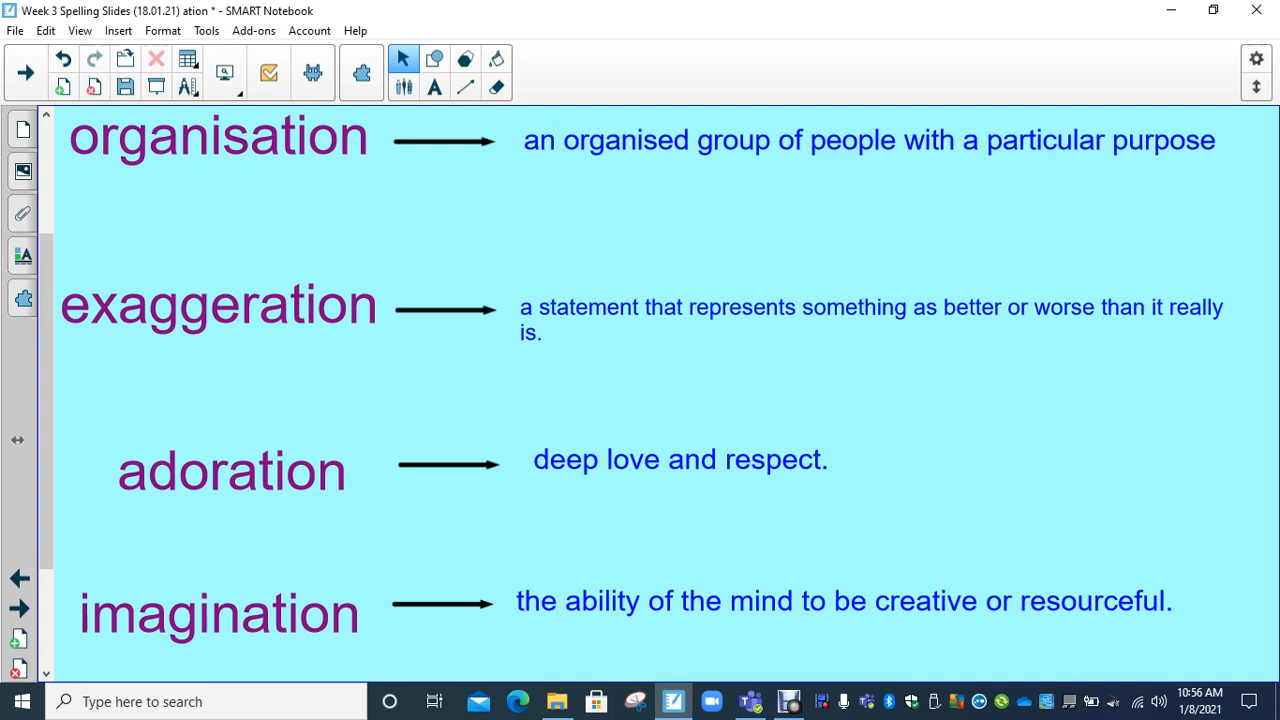 Week 3 Spelling Slides (18.01.21) ation * - SMART Notebook
File Edit View Insert Format Tools Add-ons Account Help
organisation an organised group of people with a particular purpose
exaggeration a statement that represents something as better or worse than it really
is.
adoration deep love and respect.
imagination the ability of the mind to be creative or resourceful.
Type here to search
10:56 AM
1/8/2021